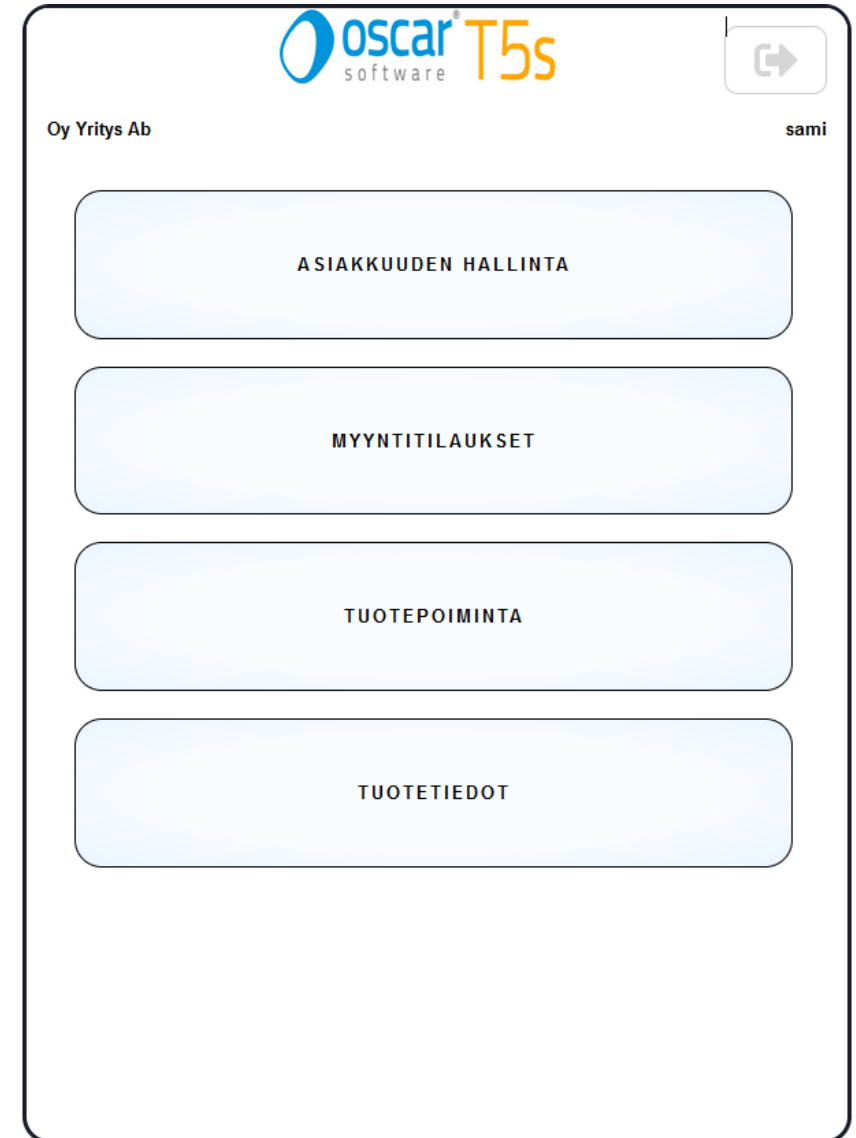 oscar® T5s
software
Oy Yritys Ab sami
ASIAKKUUDEN HALLINTA
MYYNTITILAUKSET
TUOTEPOIMINTA
TUOTETIEDOT